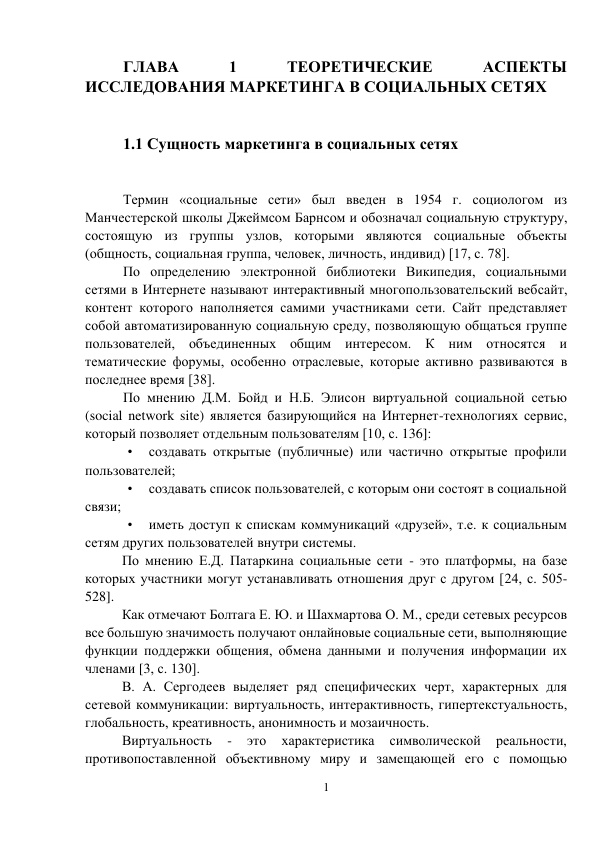 ГЛАВА 1 ТЕОРЕТИЧЕСКИЕ АСПЕКТЫ
ИССЛЕДОВАНИЯ МАРКЕТИНГА В СОЦИАЛЬНЫХ СЕТЯХ
1.1 Сущность маркетинга в социальных сетях
Термин «социальные сети» был введен в 1954 г. социологом из
Манчестерской школы Джеймсом Барнсом и обозначал социальную структуру,
состоящую из группы узлов, которыми являются социальные объекты
(общность, социальная группа, человек, личность, индивид) [17, с. 78].
По определению электронной библиотеки Википедия, социальными
сетями в Интернете называют интерактивный многопользовательский вебсайт,
контент которого наполняется самими участниками сети. Сайт представляет
собой автоматизированную социальную среду, позволяющую общаться группе
пользователей, объединенных общим интересом. К ним относятся и
тематические форумы, особенно отраслевые, которые активно развиваются в
последнее время [38].
По мнению Д.М. Бойд и Н.Б. Элисон виртуальной социальной сетью
(social network site) является базирующийся на Интернет-технологиях сервис,
который позволяет отдельным пользователям [10, с. 136]:
• создавать открытые (публичные) или частично открытые профили
пользователей;
• создавать список пользователей, с которым они состоят в социальной
связи;
• иметь доступ к спискам коммуникаций «друзей», т.е. к социальным
сетям других пользователей внутри системы.
По мнению Е.Д. Патаркина социальные сети - это платформы, на базе
которых участники могут устанавливать отношения друг с другом [24, с. 505-
528].
Как отмечают Болтага Е. Ю. и Шахмартова О. М., среди сетевых ресурсов
все большую значимость получают онлайновые социальные сети, выполняющие
функции поддержки общения, обмена данными и получения информации их
членами [3, с. 130].
В. А. Сергодеев выделяет ряд специфических черт, характерных для
сетевой коммуникации: виртуальность, интерактивность, гипертекстуальность,
глобальность, креативность, анонимность и мозаичность.
Виртуальность - это характеристика символической реальности,
противопоставленной объективному миру и замещающей его с помощью
1